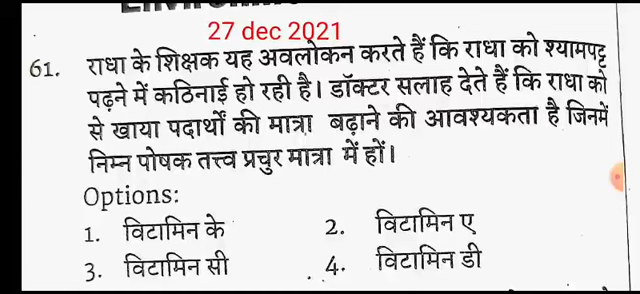 27 dec 2021
61. राधा के शिक्षक यह अवलोकन करते हैं कि राधा को श्यामपट्ट
पढ़ने में कठिनाई हो रही है। डॉक्टर सलाह देते हैं कि राधा को
से खाया पदार्थों की मात्रा बढ़ाने की आवश्यकता है जिनमें
निम्न पोषक तत्त्व प्रचुर मात्रा में हों।
Options:
1. विटामिन के 2. विटामिन ए
3. विटामिन सी 4. विटामिन डी